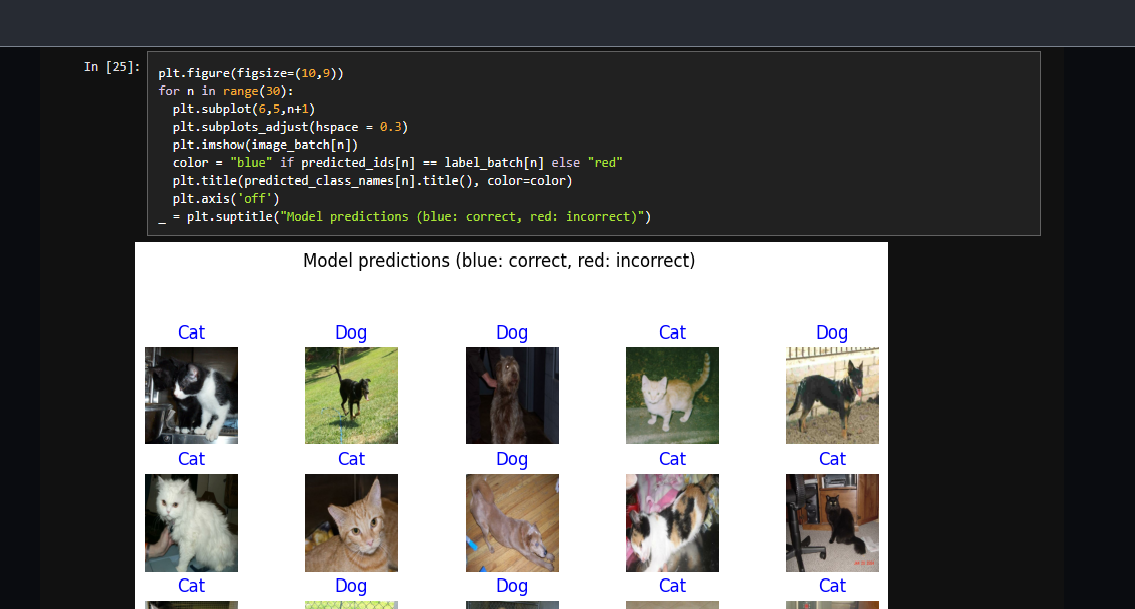 In [25]:
plt.figure(figsize=(10,9))
for n in range(30):
  plt.subplot(6,5,n+1)
  plt.subplots_adjust(hspace = 0.3)
  plt.imshow(image_batch[n])
  color = "blue" if predicted_ids[n] == label_batch[n] else "red"
  plt.title(predicted_class_names[n].title(), color=color)
  plt.axis('off')
_ = plt.suptitle("Model predictions (blue: correct, red: incorrect)")
Model predictions (blue: correct, red: incorrect)
Cat Dog Dog Cat Dog
Cat Cat Dog Cat Cat
Cat Dog Dog Cat Cat